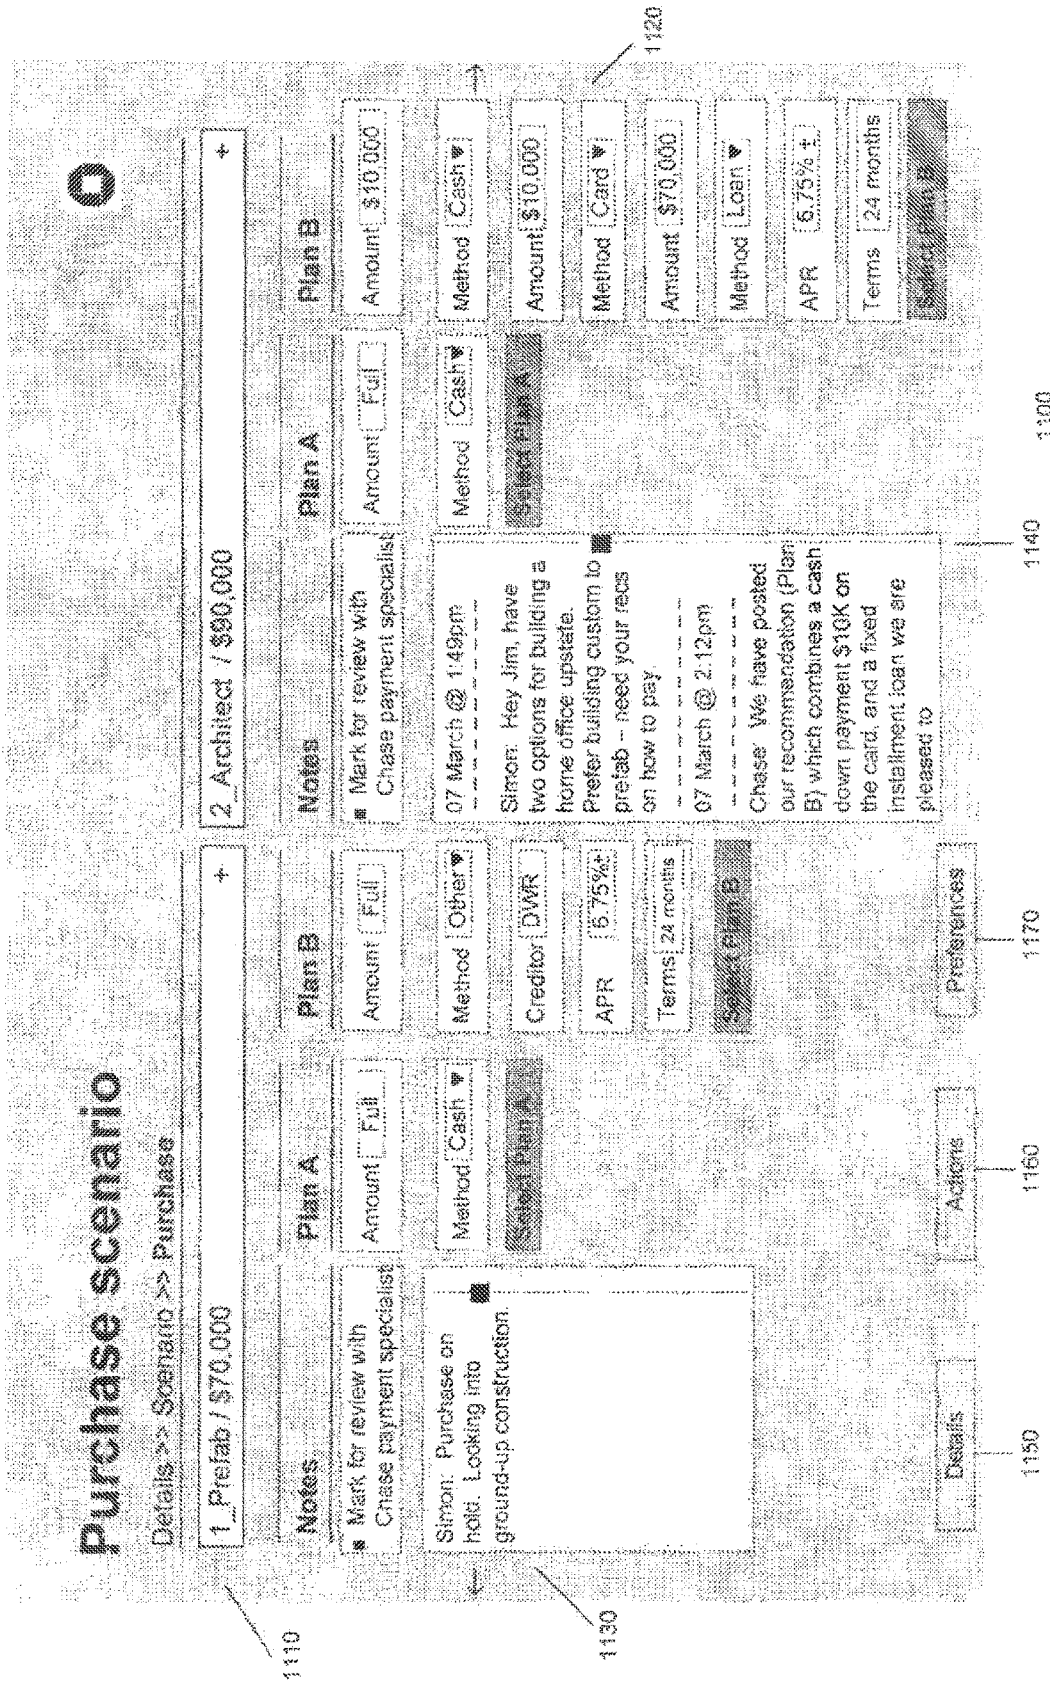 Purchase scenario
Details >> Scenario >> Purchase
1_Prefab / $70,000 +
2_Architect / $90,000 +
Notes
Mark for review with
Chase payment specialist
Simon: Purchase on
hold. Looking into
ground-up construction.
Plan A
Amount Full
Method Cash ▼
Select Plan A
Plan B
Amount Full
Method Other ▼
Creditor DWR
APR 6.75% ±
Terms 24 months
Select Plan B
Notes
Mark for review with
Chase payment specialist
07 March @ 1:49pm
Simon: Hey Jim, have
two options for building a
home office upstate.
Prefer building custom to
prefab – need your recs
on how to pay.
07 March @ 2:12pm
Chase: We have posted
our recommendation (Plan
B) which combines a cash
down payment $10K on
the card, and a fixed
installment loan we are
pleased to
Plan A
Amount Full
Method Cash ▼
Select Plan A
Plan B
Amount $10,000
Method Cash ▼
Amount $10,000
Method Card ▼
Amount $70,000
Method Loan ▼
APR 6.75% ±
Terms 24 months
Select Plan B
Details
Actions
Preferences
1110
1120
1130
1140
1150
1160
1170
1100